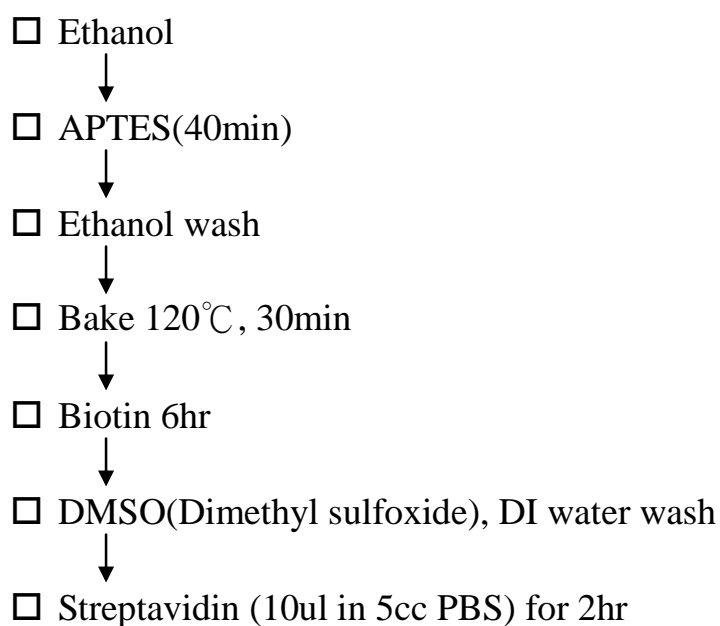 Ethanol
APTES(40min)
Ethanol wash
Bake 120℃, 30min
Biotin 6hr
DMSO(Dimethyl sulfoxide), DI water wash
Streptavidin (10ul in 5cc PBS) for 2hr